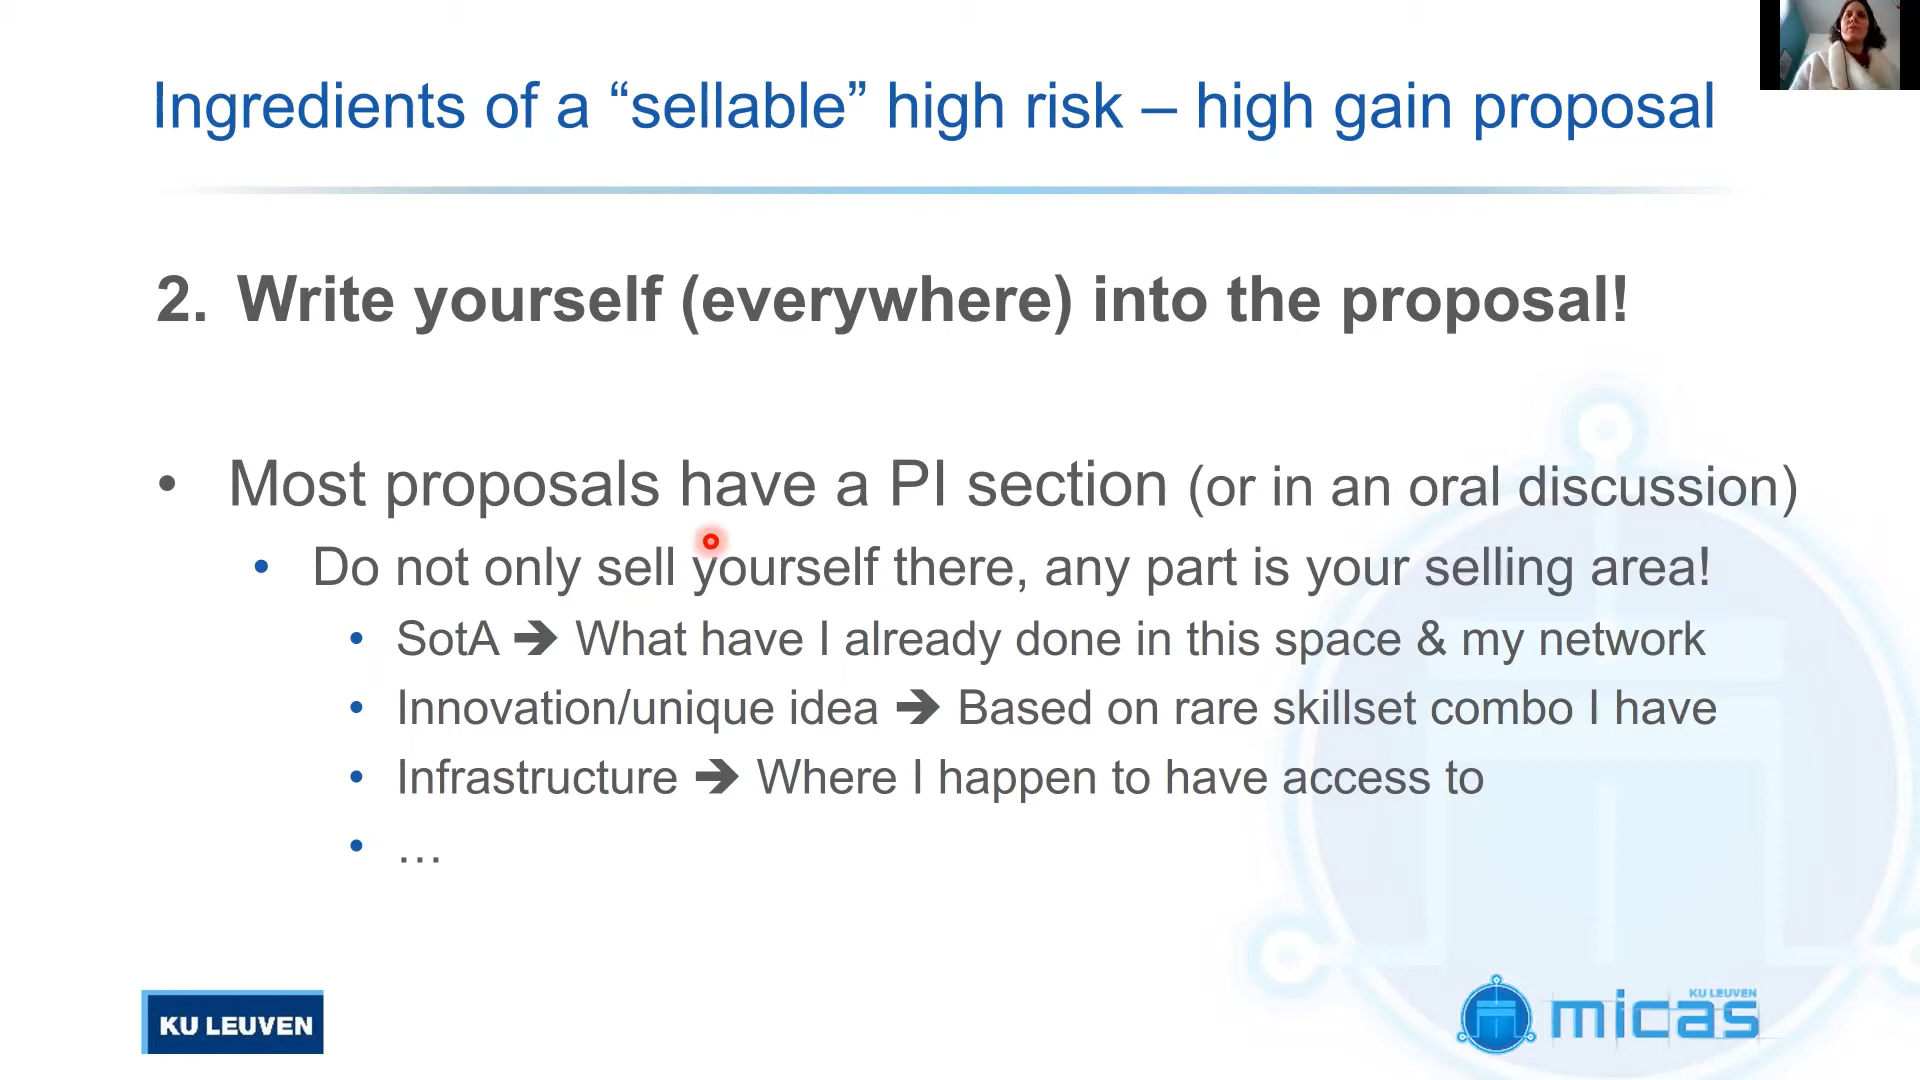 Ingredients of a “sellable” high risk – high gain proposal
2. Write yourself (everywhere) into the proposal!
• Most proposals have a PI section (or in an oral discussion)
• Do not only sell yourself there, any part is your selling area!
• SotA ➔ What have I already done in this space & my network
• Innovation/unique idea ➔ Based on rare skillset combo I have
• Infrastructure ➔ Where I happen to have access to
• …
KU LEUVEN
KU LEUVEN
micas